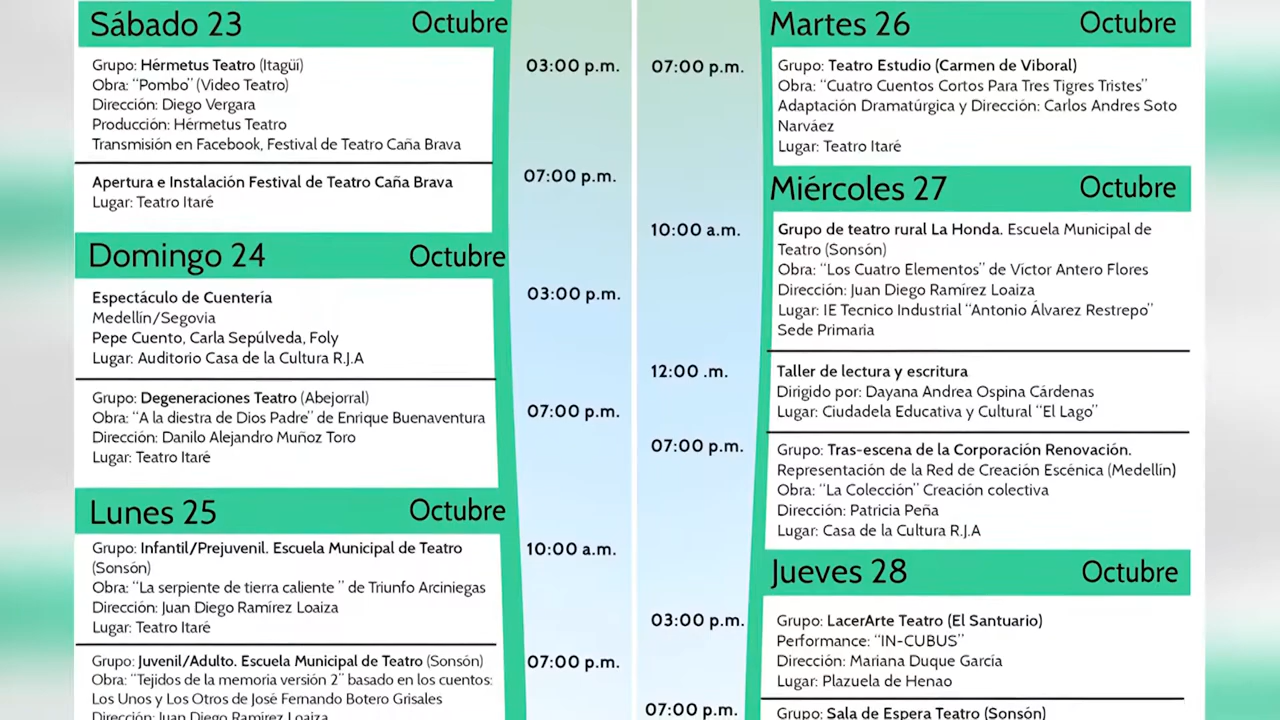 Sábado 23 Octubre
Grupo: Hérmetus Teatro (Itagüí) 03:00 p.m.
Obra: “Pombo” (Video Teatro)
Dirección: Diego Vergara
Producción: Hérmetus Teatro
Transmisión en Facebook, Festival de Teatro Caña Brava
Apertura e Instalación Festival de Teatro Caña Brava 07:00 p.m.
Lugar: Teatro Itaré
Domingo 24 Octubre
Espectáculo de Cuentería 03:00 p.m.
Medellín/Segovia
Pepe Cuento, Carla Sepúlveda, Foly
Lugar: Auditorio Casa de la Cultura R.J.A
Grupo: Degeneraciones Teatro (Abejorral) 07:00 p.m.
Obra: “A la diestra de Dios Padre” de Enrique Buenaventura
Dirección: Danilo Alejandro Muñoz Toro
Lugar: Teatro Itaré
Lunes 25 Octubre
Grupo: Infantil/Prejuvenil. Escuela Municipal de Teatro 10:00 a.m.
(Sonsón)
Obra: “La serpiente de tierra caliente ” de Triunfo Arciniegas
Dirección: Juan Diego Ramírez Loaiza
Lugar: Teatro Itaré
Grupo: Juvenil/Adulto. Escuela Municipal de Teatro (Sonsón) 07:00 p.m.
Obra: “Tejidos de la memoria versión 2” basado en los cuentos:
Los Unos y Los Otros de José Fernando Botero Grisales
Dirección: Juan Diego Ramírez Loaiza
Martes 26 Octubre
07:00 p.m. Grupo: Teatro Estudio (Carmen de Viboral)
Obra: “Cuatro Cuentos Cortos Para Tres Tigres Tristes”
Adaptación Dramatúrgica y Dirección: Carlos Andres Soto
Narváez
Lugar: Teatro Itaré
Miércoles 27 Octubre
10:00 a.m. Grupo de teatro rural La Honda. Escuela Municipal de
Teatro (Sonsón)
Obra: “Los Cuatro Elementos” de Víctor Antero Flores
Dirección: Juan Diego Ramírez Loaiza
Lugar: IE Tecnico Industrial “Antonio Álvarez Restrepo”
Sede Primaria
12:00 .m. Taller de lectura y escritura
Dirigido por: Dayana Andrea Ospina Cárdenas
Lugar: Ciudadela Educativa y Cultural “El Lago”
07:00 p.m. Grupo: Tras-escena de la Corporación Renovación.
Representación de la Red de Creación Escénica (Medellín)
Obra: “La Colección” Creación colectiva
Dirección: Patricia Peña
Lugar: Casa de la Cultura R.J.A
Jueves 28 Octubre
03:00 p.m. Grupo: LacerArte Teatro (El Santuario)
Performance: “IN-CUBUS”
Dirección: Mariana Duque García
Lugar: Plazuela de Henao
07:00 p.m. Grupo: Sala de Espera Teatro (Sonsón)